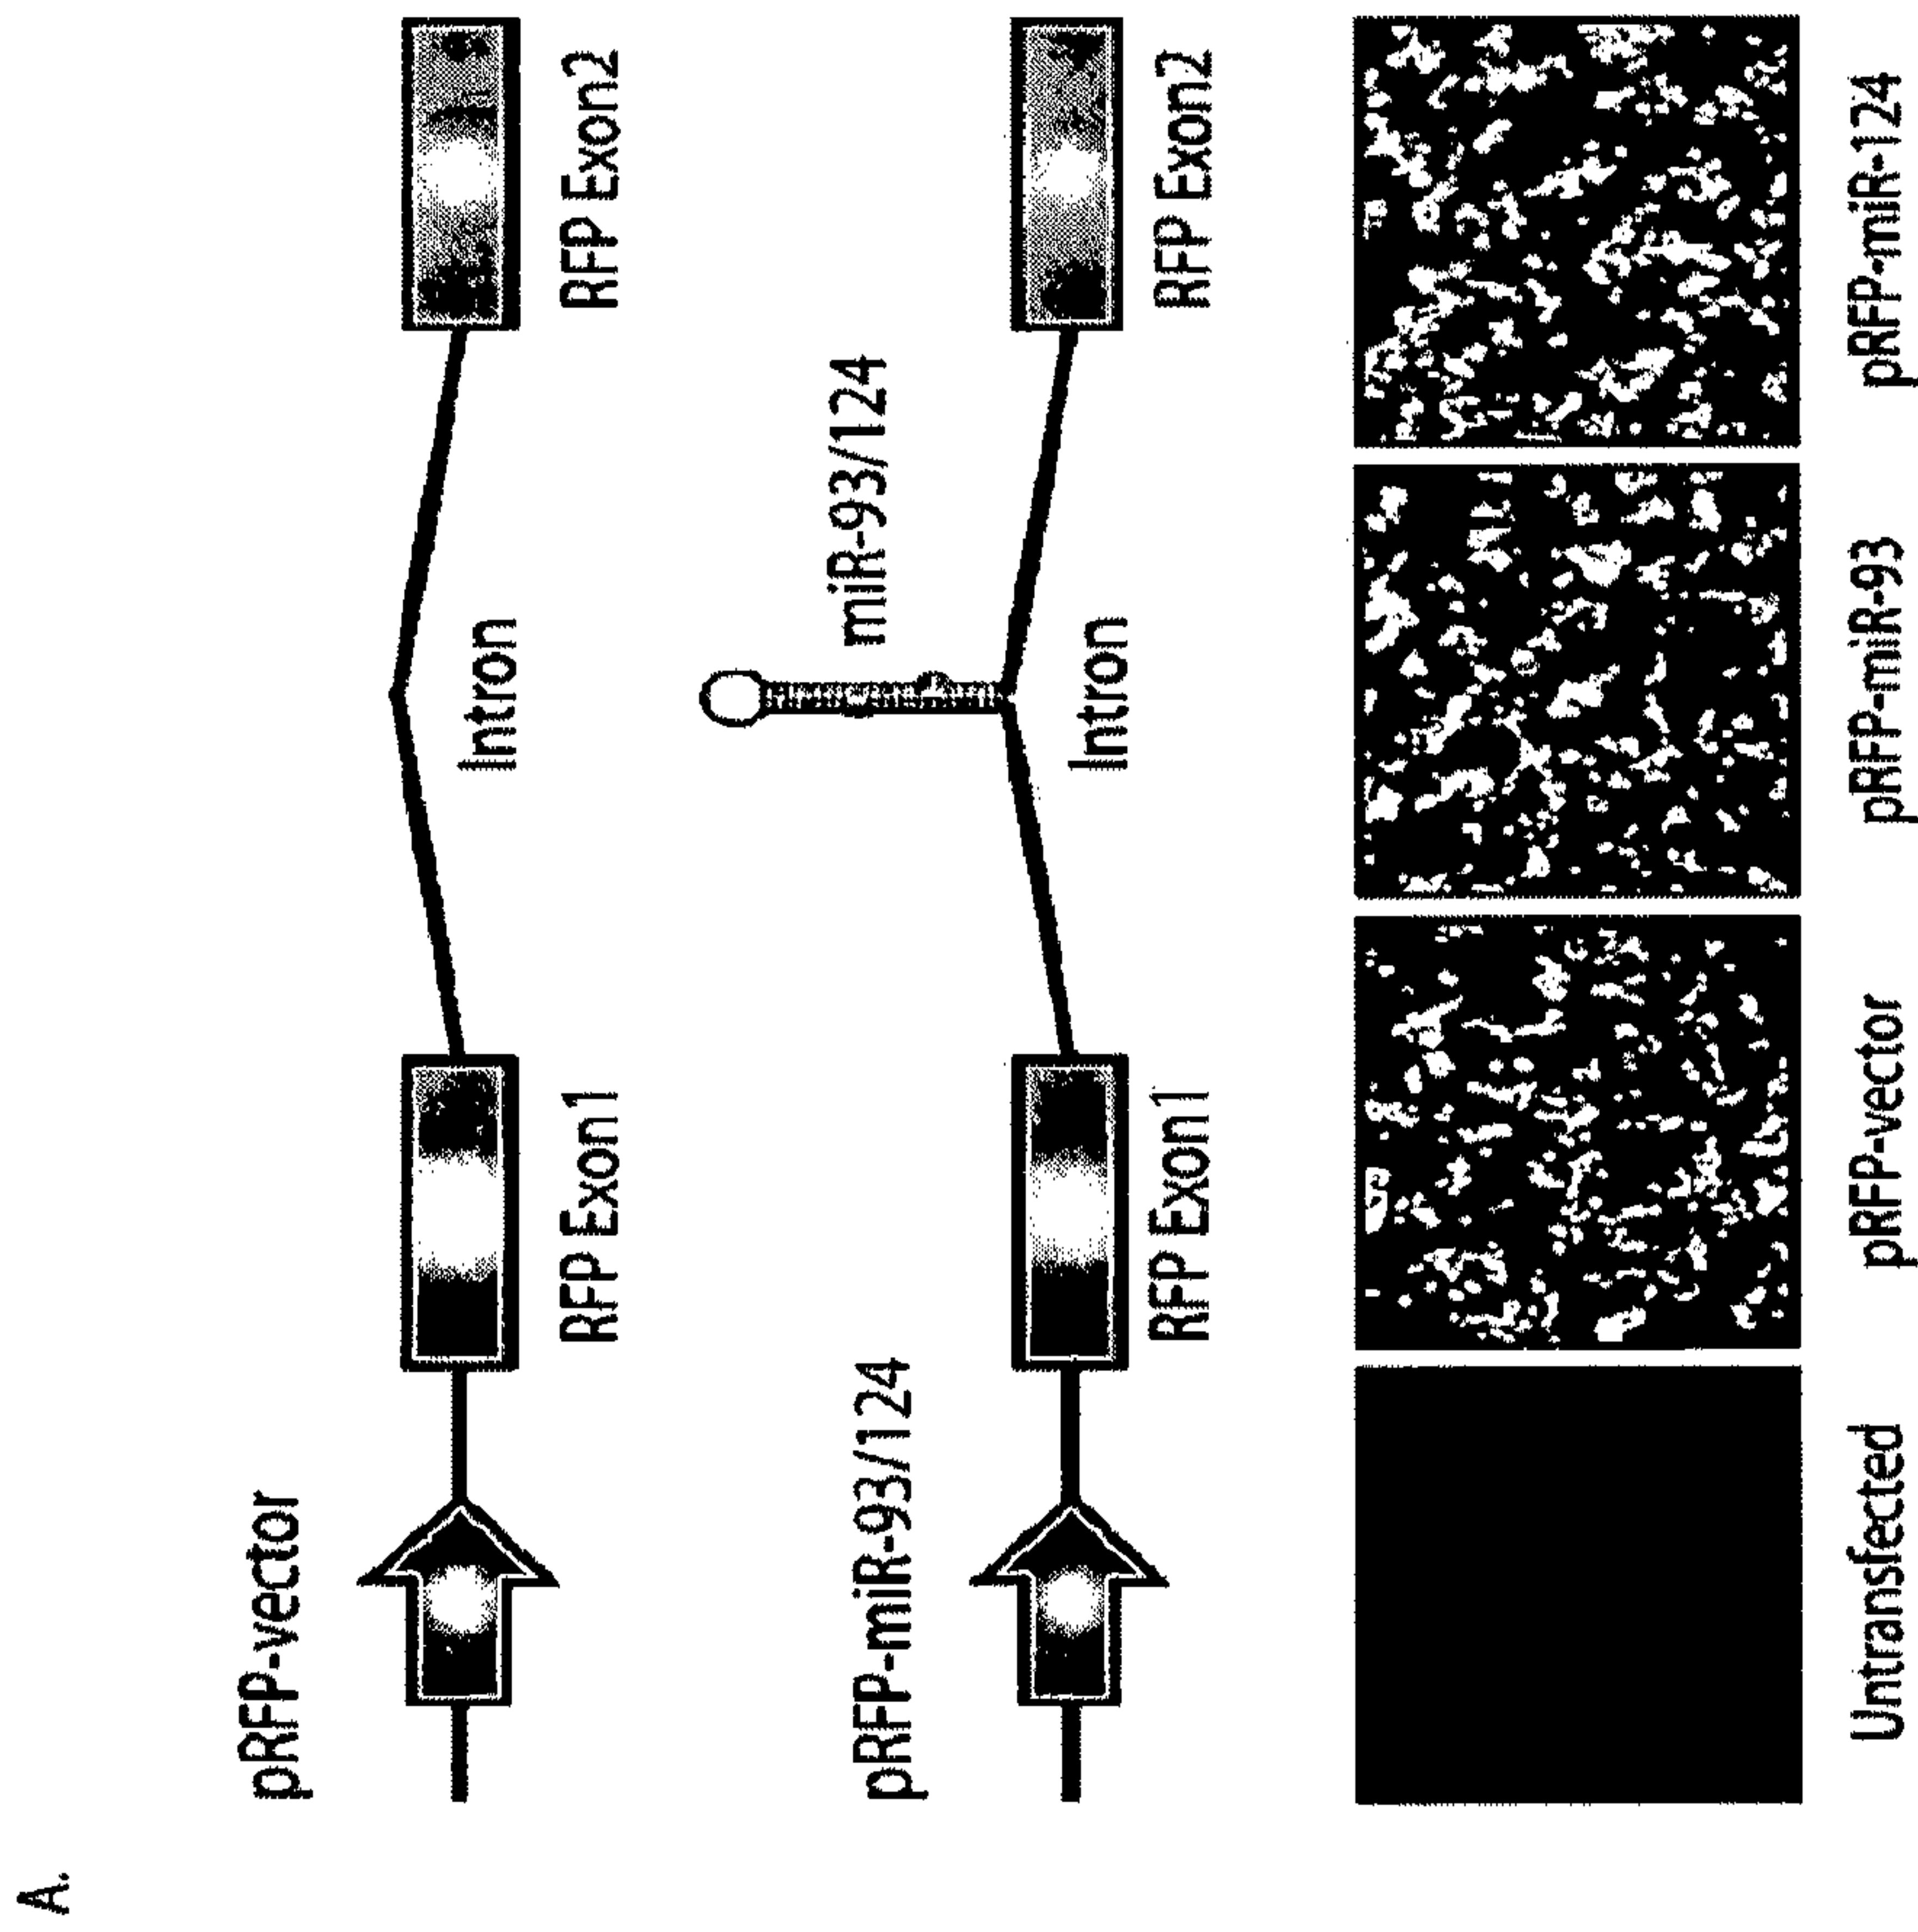 A.
pRFP-vector
RFP Exon1
Intron
RFP Exon2
pRFP-miR-93/124
miR-93/124
RFP Exon1
Intron
RFP Exon2
Untransfected
pRFP-vector
pRFP-miR-93
pRFP-miR-124